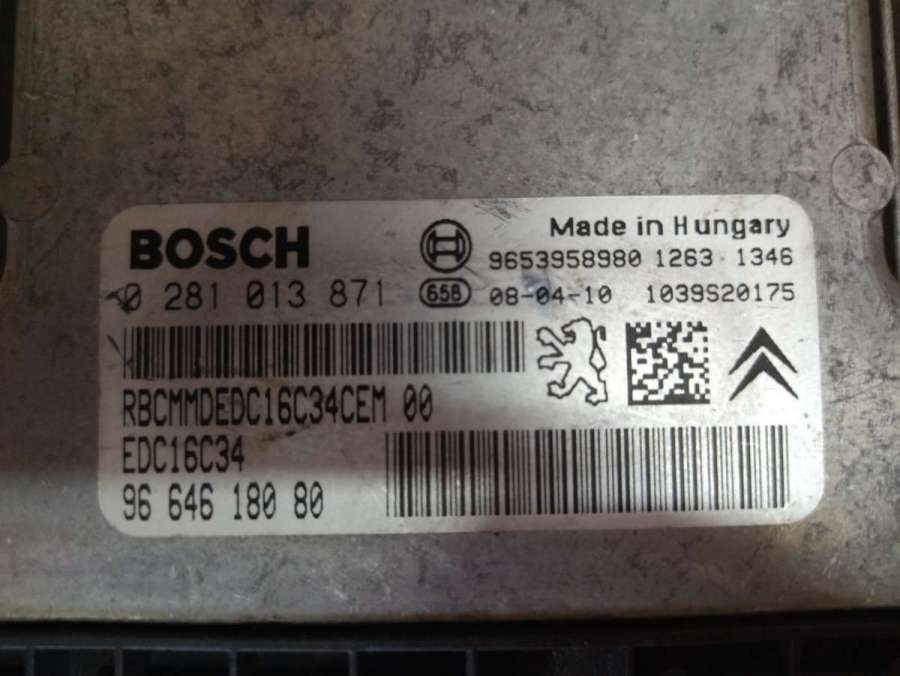 BOSCH
Made in Hungary
9653958980 1263 1346
0 281 013 871
658
08-04-10 1039S20175
RBCMMDEDC16C34CEM 00
EDC16C34
96 646 180 80